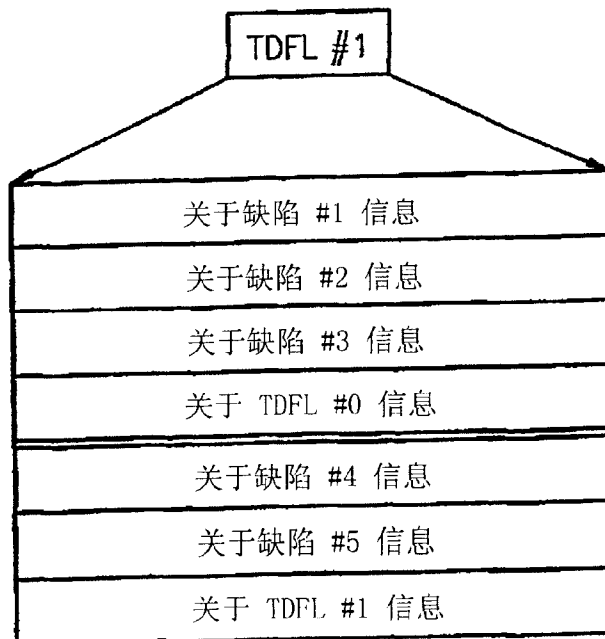 TDFL #1
关于缺陷 #1 信息
关于缺陷 #2 信息
关于缺陷 #3 信息
关于 TDFL #0 信息
关于缺陷 #4 信息
关于缺陷 #5 信息
关于 TDFL #1 信息